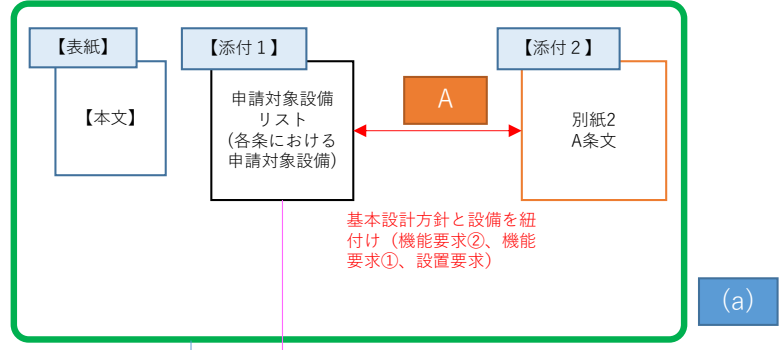 【表紙】
【本文】
【添付１】
申請対象設備
リスト
(各条における
申請対象設備)
A
【添付２】
別紙2
A条文
基本設計方針と設備を紐
付け（機能要求②、機能
要求①、設置要求）
(a)